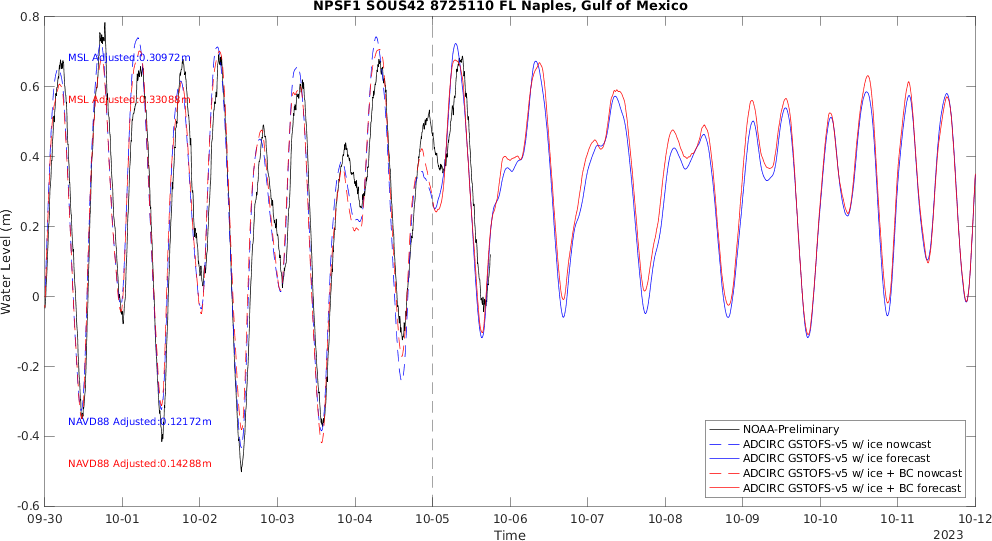 NPSF1 SOUS42 8725110 FL Naples, Gulf of Mexico
0.8
0.6
0.4
0.2
0
-0.2
-0.4
-0.6
Water Level (m)
MSL Adjusted:0.30972m
MSL Adjusted:0.33088m
NAVD88 Adjusted:0.12172m
NAVD88 Adjusted:0.14288m
NOAA-Preliminary
ADCIRC GSTOFS-v5 w/ ice nowcast
ADCIRC GSTOFS-v5 w/ ice forecast
ADCIRC GSTOFS-v5 w/ ice + BC nowcast
ADCIRC GSTOFS-v5 w/ ice + BC forecast
09-30 10-01 10-02 10-03 10-04 10-05 10-06 10-07 10-08 10-09 10-10 10-11 10-12
Time
2023